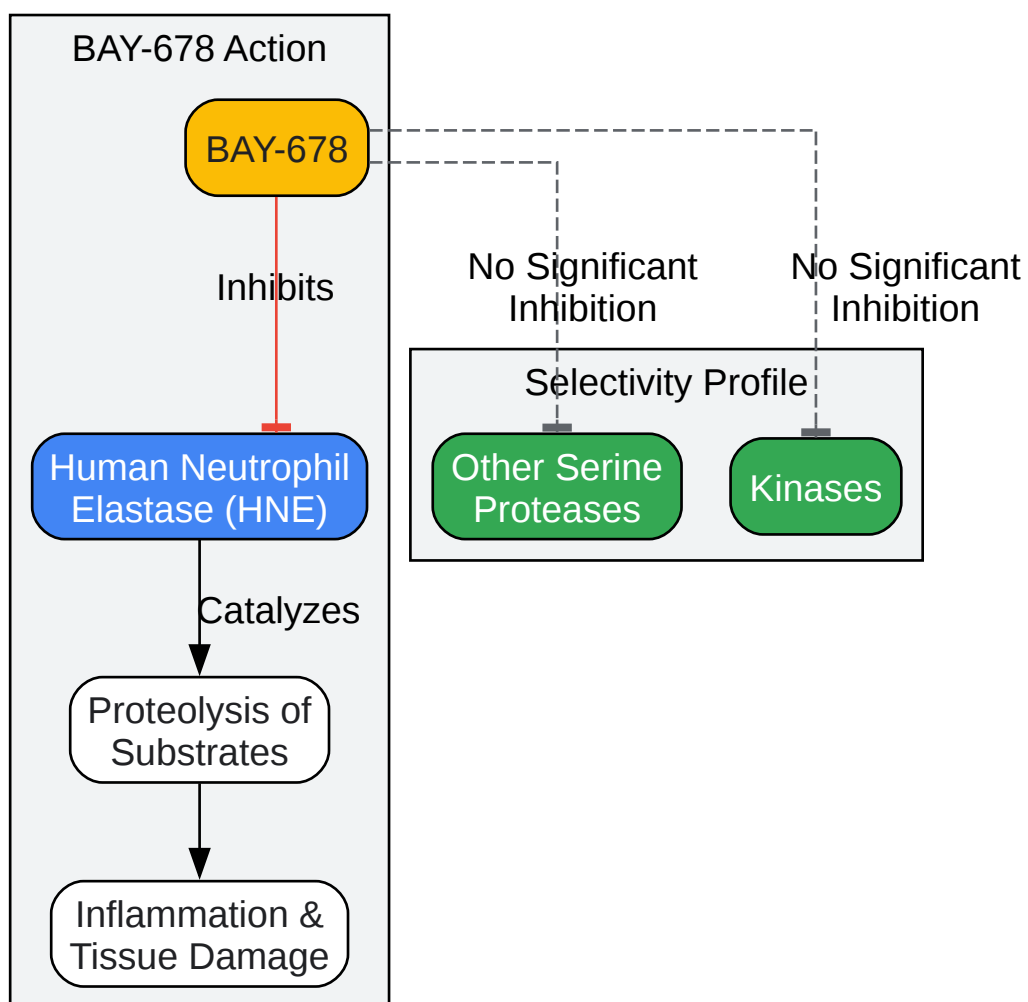 BAY-678 Action
BAY-678
Inhibits
No Significant
Inhibition
No Significant
Inhibition
Selectivity Profile
Human Neutrophil
Elastase (HNE)
Other Serine
Proteases
Kinases
Catalyzes
Proteolysis of
Substrates
Inflammation &
Tissue Damage